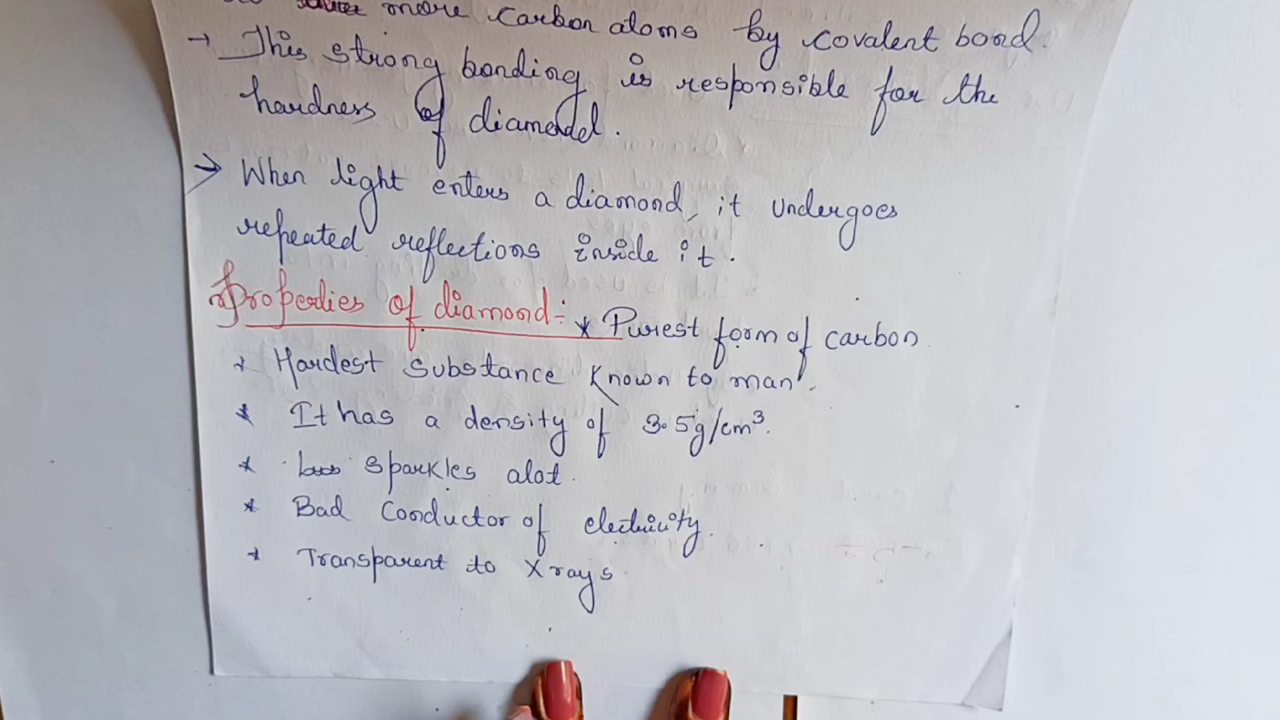 more carbon atoms by covalent bond.
→ This strong bonding is responsible for the
hardness of diamond.
→ When light enters a diamond, it undergoes
repeated reflections inside it.
Properties of diamond:- * Purest form of carbon
* Hardest substance known to man.
* It has a density of 3.5g/cm³.
* sparkles alot.
* Bad conductor of electricity.
* Transparent to X rays.